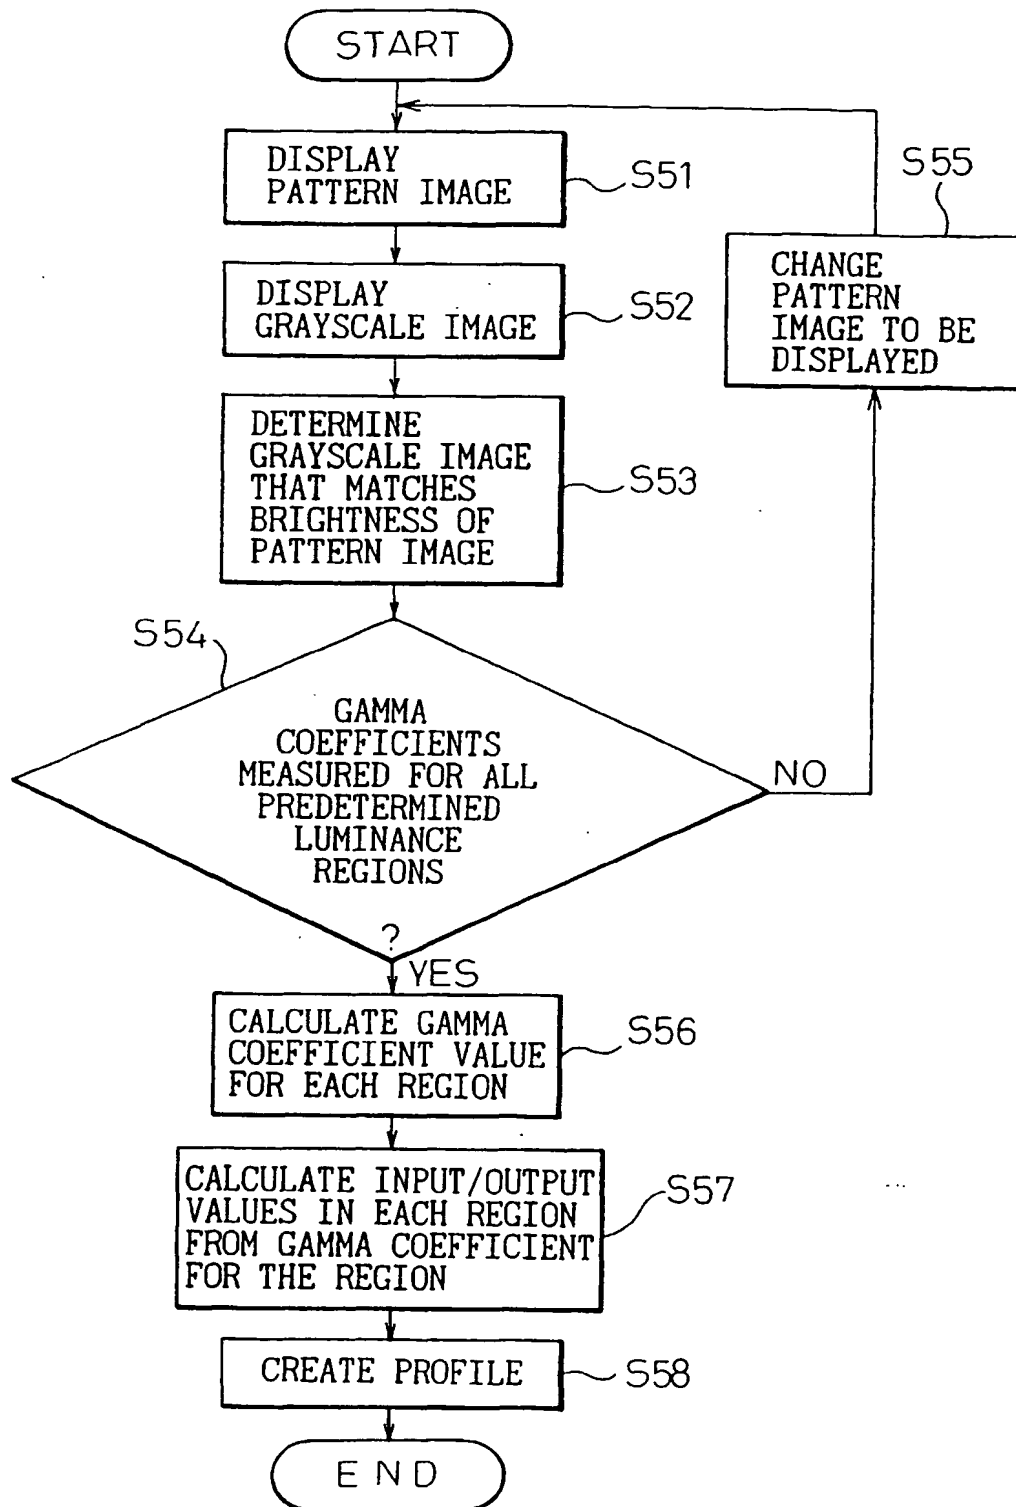 START
DISPLAY
PATTERN IMAGE
S51
S55
CHANGE
PATTERN
IMAGE TO BE
DISPLAYED
DISPLAY
GRAYSCALE IMAGE
S52
DETERMINE
GRAYSCALE IMAGE
THAT MATCHES
BRIGHTNESS OF
PATTERN IMAGE
S53
S54
GAMMA
COEFFICIENTS
MEASURED FOR ALL
PREDETERMINED
LUMINANCE
REGIONS
?
NO
YES
CALCULATE GAMMA
COEFFICIENT VALUE
FOR EACH REGION
S56
CALCULATE INPUT/OUTPUT
VALUES IN EACH REGION
FROM GAMMA COEFFICIENT
FOR THE REGION
S57
CREATE PROFILE
S58
END